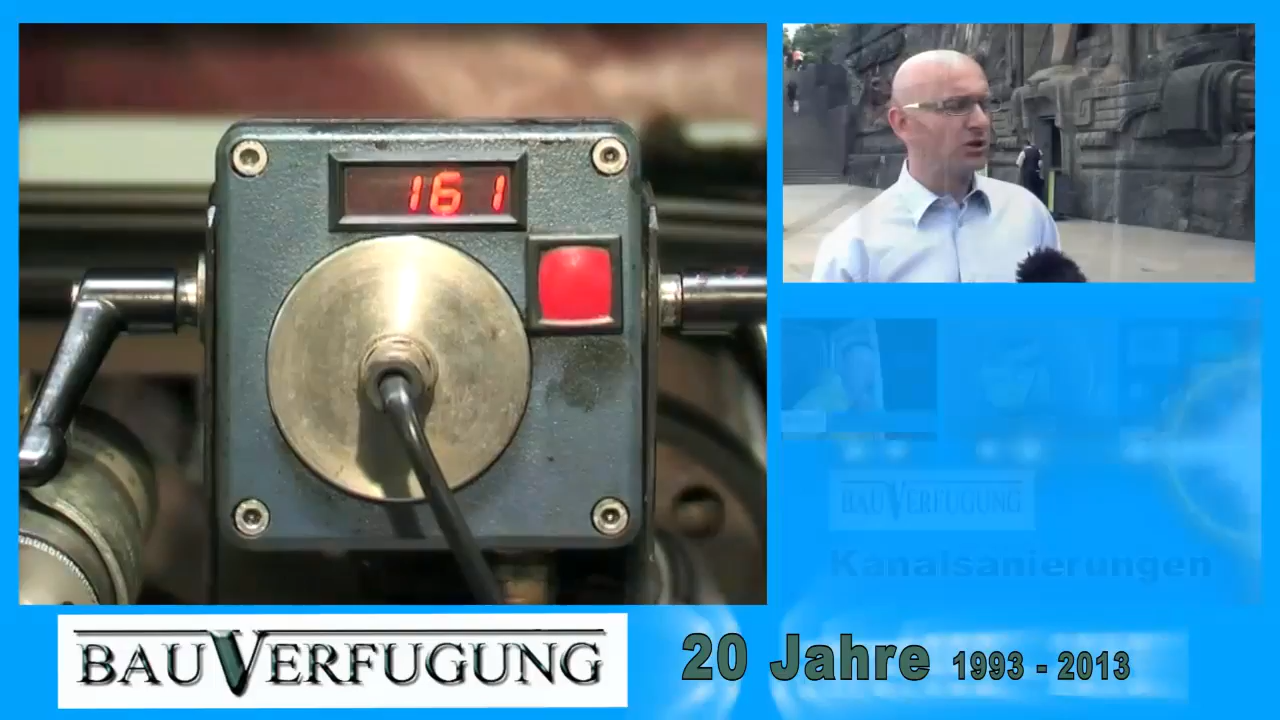 161
BAUVERFUGUNG
Kanalsanierungen
BAUVERFUGUNG
20 Jahre 1993 - 2013